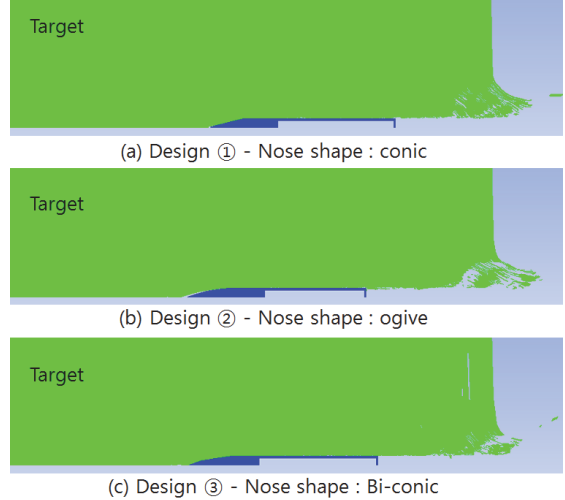 Target
(a) Design ① - Nose shape : conic
Target
(b) Design ② - Nose shape : ogive
Target
(c) Design ③ - Nose shape : Bi-conic